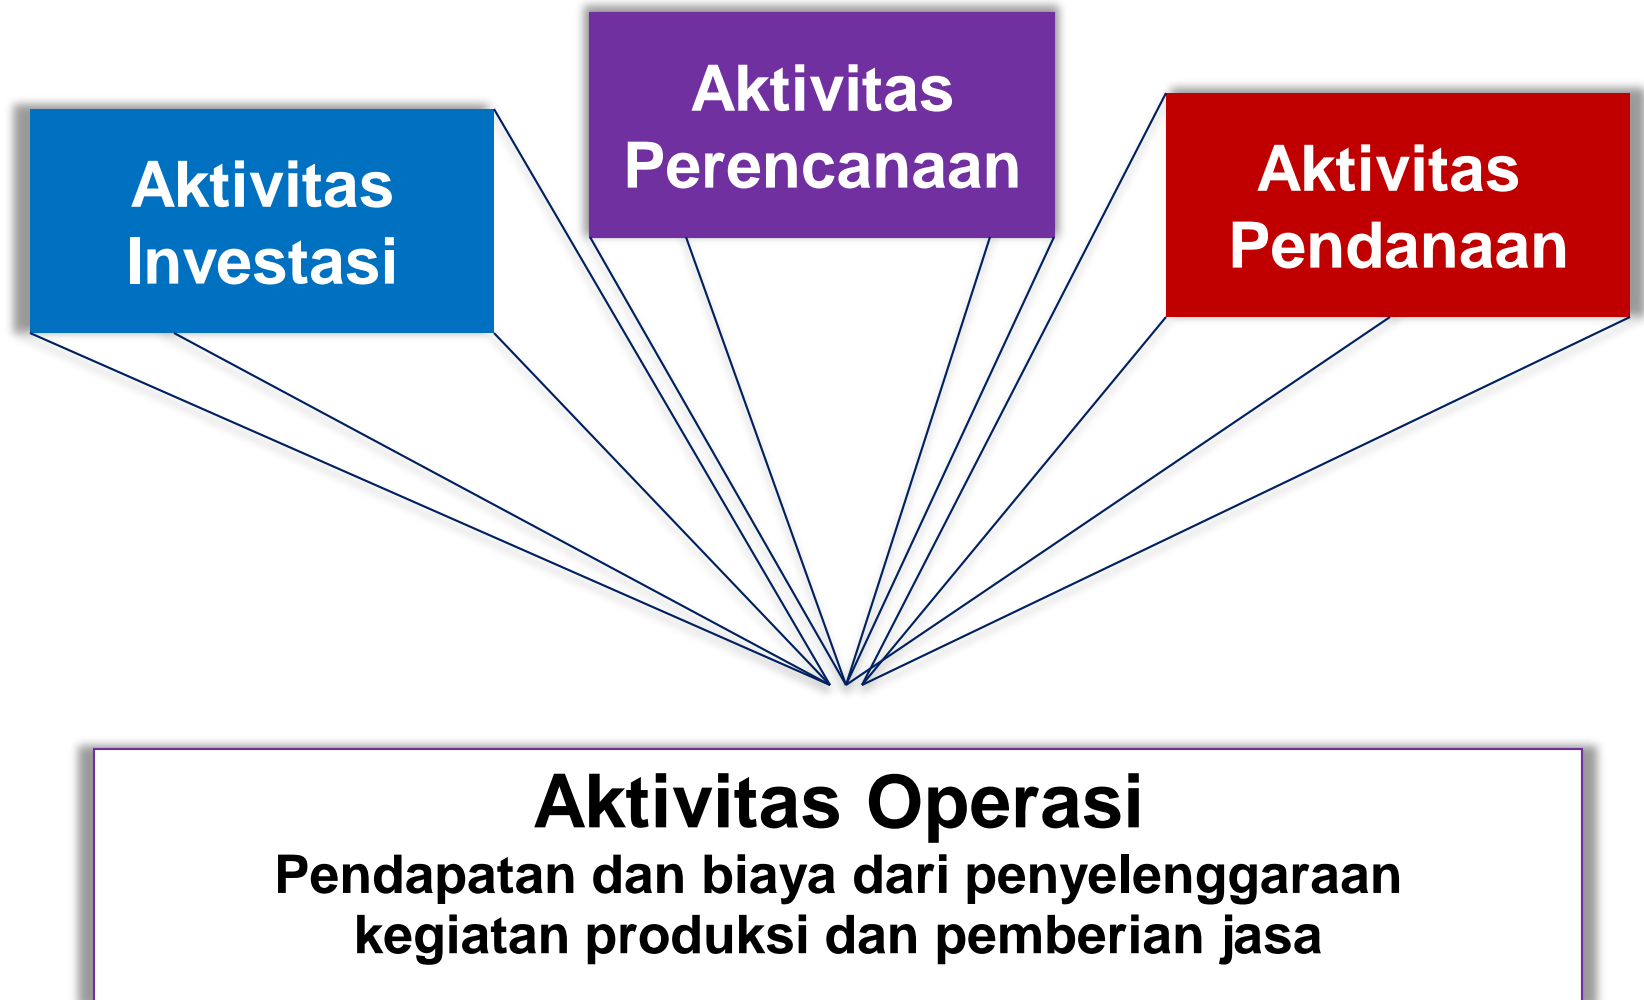 Aktivitas
Perencanaan
Aktivitas
Investasi
Aktivitas
Pendanaan
Aktivitas Operasi
Pendapatan dan biaya dari penyelenggaraan
kegiatan produksi dan pemberian jasa